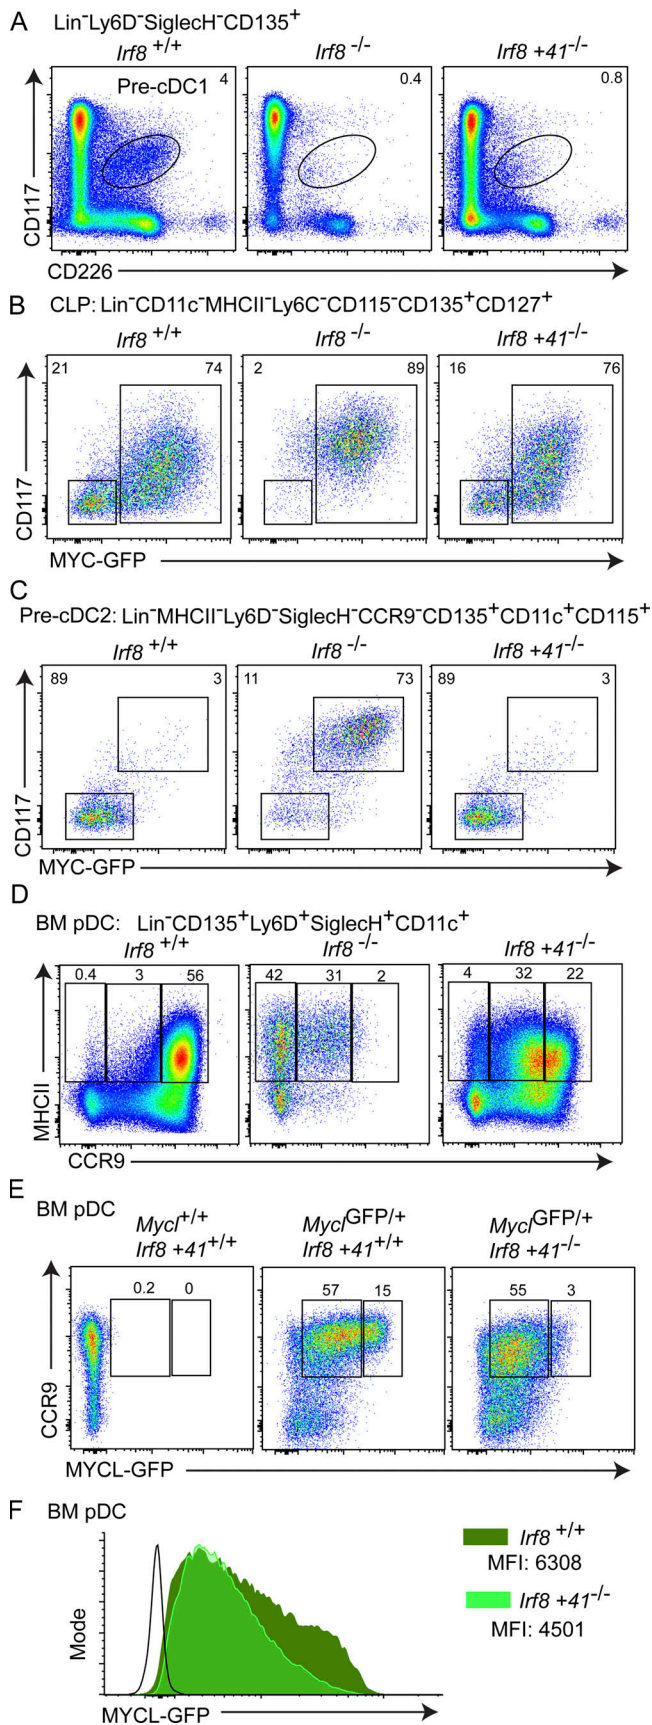 A
Lin⁻Ly6D⁻SiglecH⁻CD135⁺
Irf8 +/+ Irf8 -/- Irf8 +41-/-
Pre-cDC1 4 0.4 0.8
CD117
CD226
B
CLP: Lin⁻CD11c⁻MHCII⁻Ly6C⁻CD115⁻CD135⁺CD127⁺
Irf8 +/+ Irf8 -/- Irf8 +41-/-
21 74 2 89 16 76
CD117
MYC-GFP
C
Pre-cDC2: Lin⁻MHCII⁻Ly6D⁻SiglecH⁻CCR9⁻CD135⁺CD11c⁺CD115⁺
Irf8 +/+ Irf8 -/- Irf8 +41-/-
89 3 11 73 89 3
CD117
MYC-GFP
D
BM pDC: Lin⁻CD135⁺Ly6D⁺SiglecH⁺CD11c⁺
Irf8 +/+ Irf8 -/- Irf8 +41-/-
0.4 3 56 42 31 2 4 32 22
MHCII
CCR9
E
BM pDC
Mycl+/+ MyclGFP/+ MyclGFP/+
Irf8 +41+/+ Irf8 +41+/+ Irf8 +41-/-
0.2 0 57 15 55 3
CCR9
MYCL-GFP
F BM pDC
Irf8 +/+
MFI: 6308
Irf8 +41-/-
MFI: 4501
Mode
MYCL-GFP